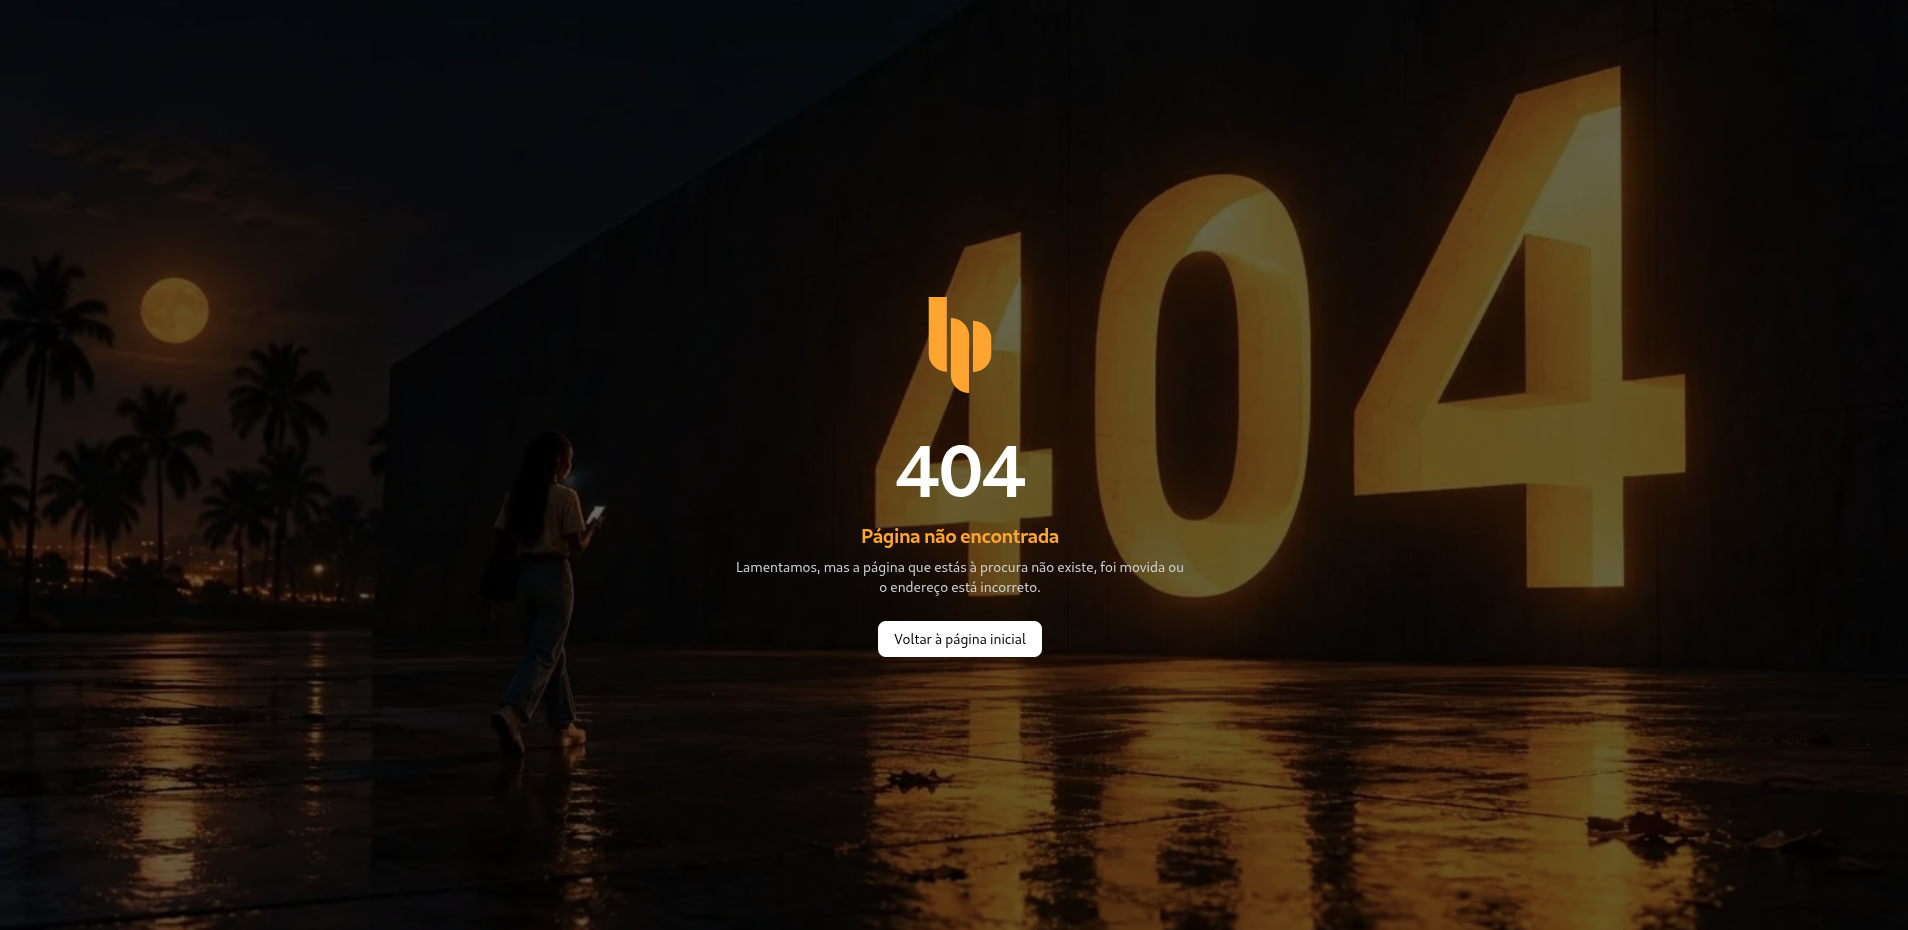 404
404
Página não encontrada
Lamentamos, mas a página que estás à procura não existe, foi movida ou
o endereço está incorreto.
Voltar à página inicial